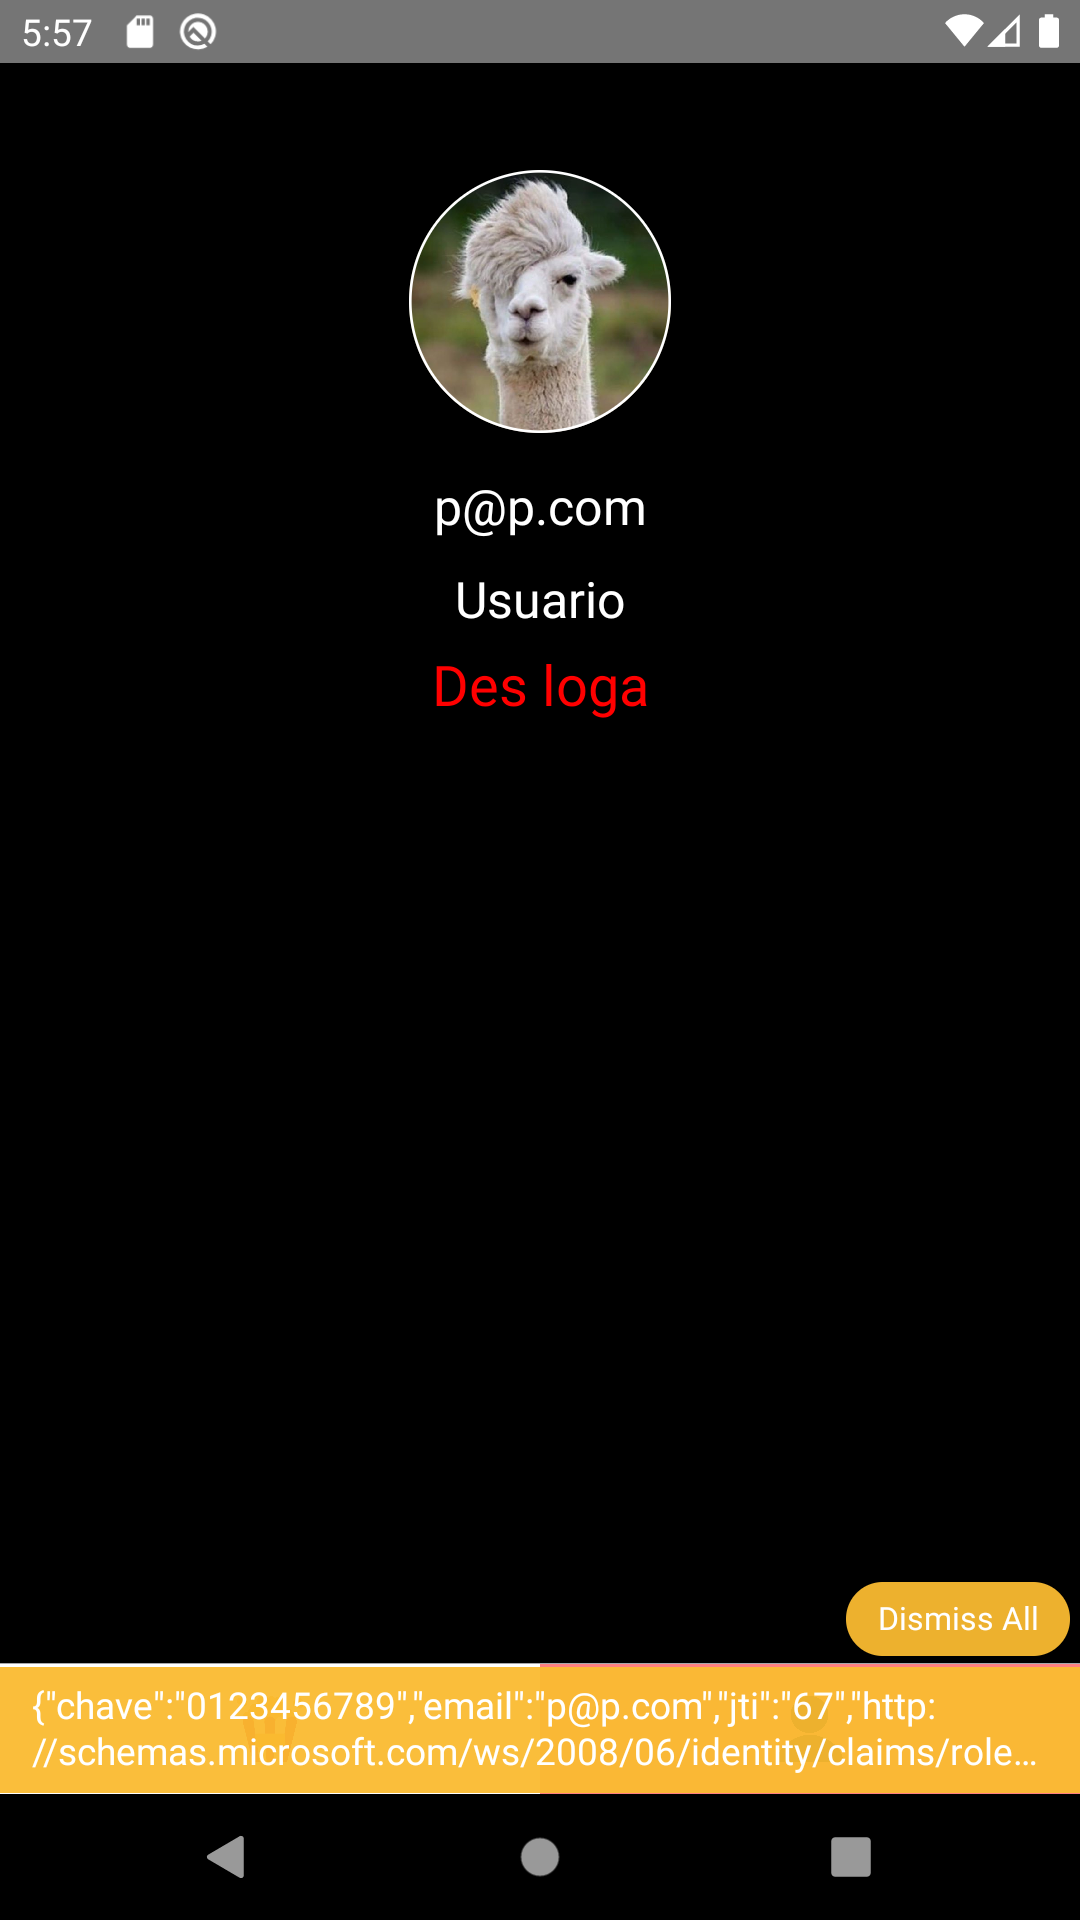 5:57
p@p.com
Usuario
Des loga
Dismiss All
{"chave":"0123456789","email":"p@p.com","jti":"67","http:
//schemas.microsoft.com/ws/2008/06/identity/claims/role...